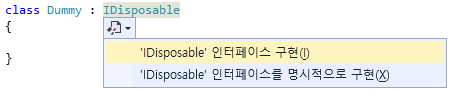 class Dummy : IDisposable
{
'IDisposable' 인터페이스 구현(I)
}
'IDisposable' 인터페이스를 명시적으로 구현(X)